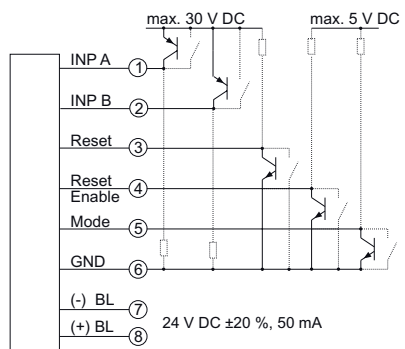 max. 30 V DC
max. 5 V DC
INP A
1
INP B
2
Reset
3
Reset
Enable
4
Mode
5
GND
6
(-) BL
7
24 V DC ±20 %, 50 mA
(+) BL
8